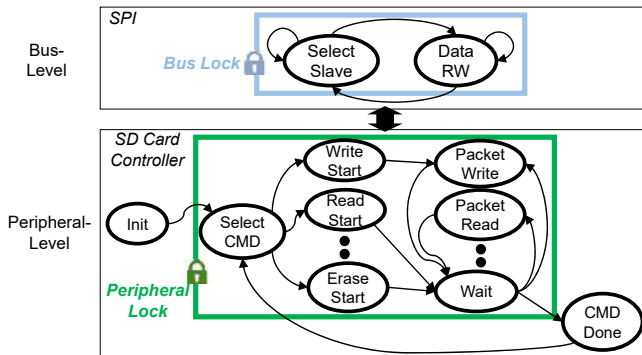 SPI
Bus-
Level
Bus Lock
Select
Slave
Data
RW
SD Card
Controller
Peripheral-
Level
Init
Select
CMD
Write
Start
Read
Start
Erase
Start
Packet
Write
Packet
Read
Wait
Peripheral
Lock
CMD
Done